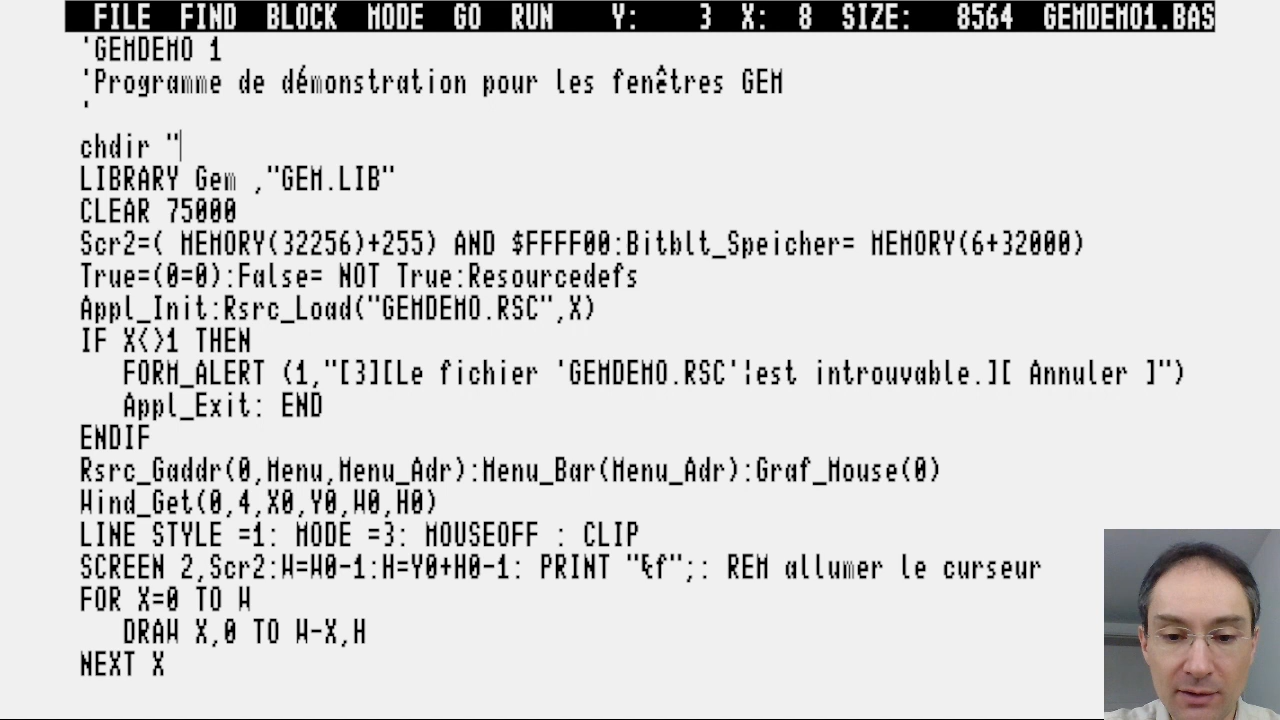 FILE FIND BLOCK MODE GO RUN Y: 3 X: 8 SIZE: 8564 GEMDEMO1.BAS
'GEMDEMO 1
'Programme de démonstration pour les fenêtres GEM
'
chdir "
LIBRARY Gem ,"GEM.LIB"
CLEAR 75000
Scr2=( MEMORY(32256)+255) AND $FFFF00:Bitblt_Speicher= MEMORY(6+32000)
True=(0=0):False= NOT True:Resourcedefs
Appl_Init:Rsrc_Load("GEMDEMO.RSC",X)
IF X<>1 THEN
   FORM_ALERT (1,"[3][Le fichier 'GEMDEMO.RSC'|est introuvable.][ Annuler ]")
   Appl_Exit: END
ENDIF
Rsrc_Gaddr(0,Menu,Menu_Adr):Menu_Bar(Menu_Adr):Graf_Mouse(0)
Wind_Get(0,4,X0,Y0,W0,H0)
LINE STYLE =1: MODE =3: MOUSEOFF : CLIP
SCREEN 2,Scr2:W=W0-1:H=Y0+H0-1: PRINT "␛f";: REM allumer le curseur
FOR X=0 TO W
   DRAW X,0 TO W-X,H
NEXT X